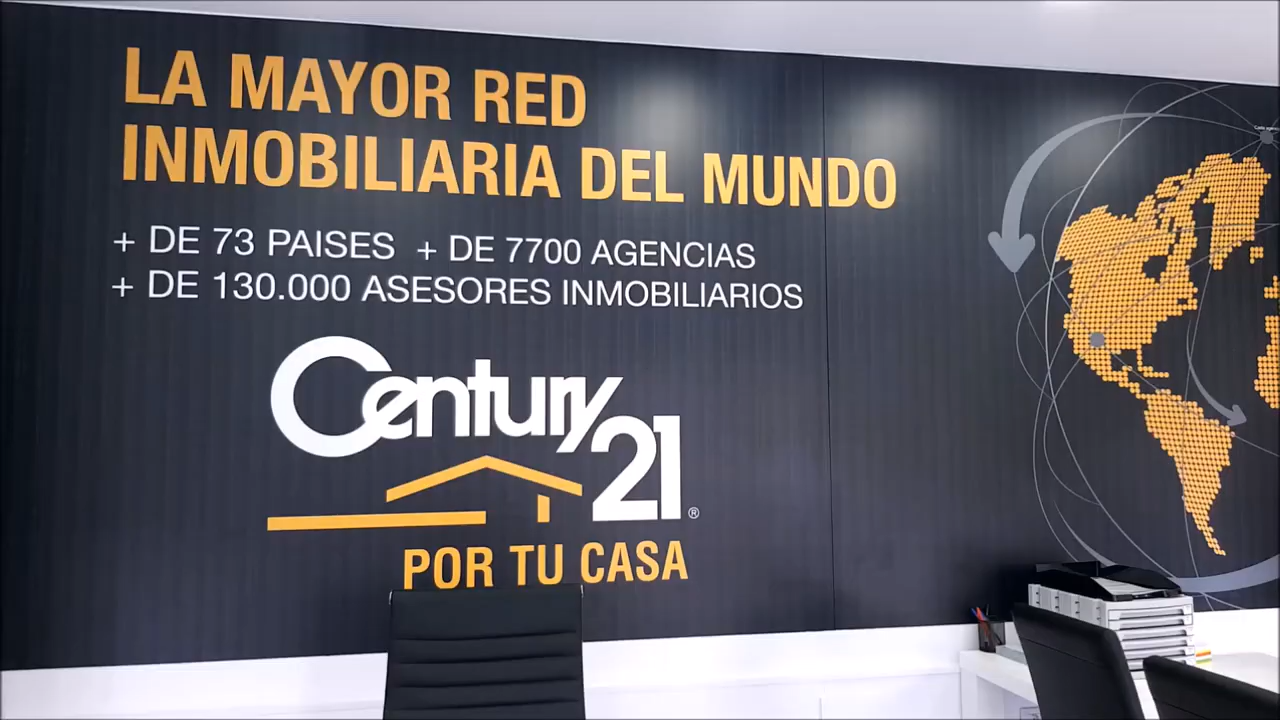 LA MAYOR RED
INMOBILIARIA DEL MUNDO
+ DE 73 PAISES + DE 7700 AGENCIAS
+ DE 130.000 ASESORES INMOBILIARIOS
Century
21®
POR TU CASA